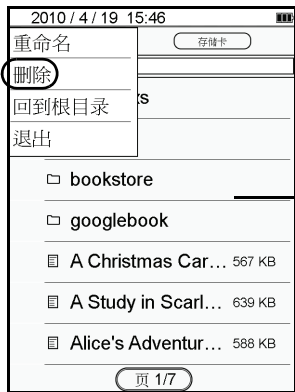 2010 / 4 / 19 15:46
重命名
存储卡
删除
回到根目录
rs
退出
bookstore
googlebook
A Christmas Car... 567 KB
A Study in Scarl... 639 KB
Alice's Adventur... 588 KB
页 1/7